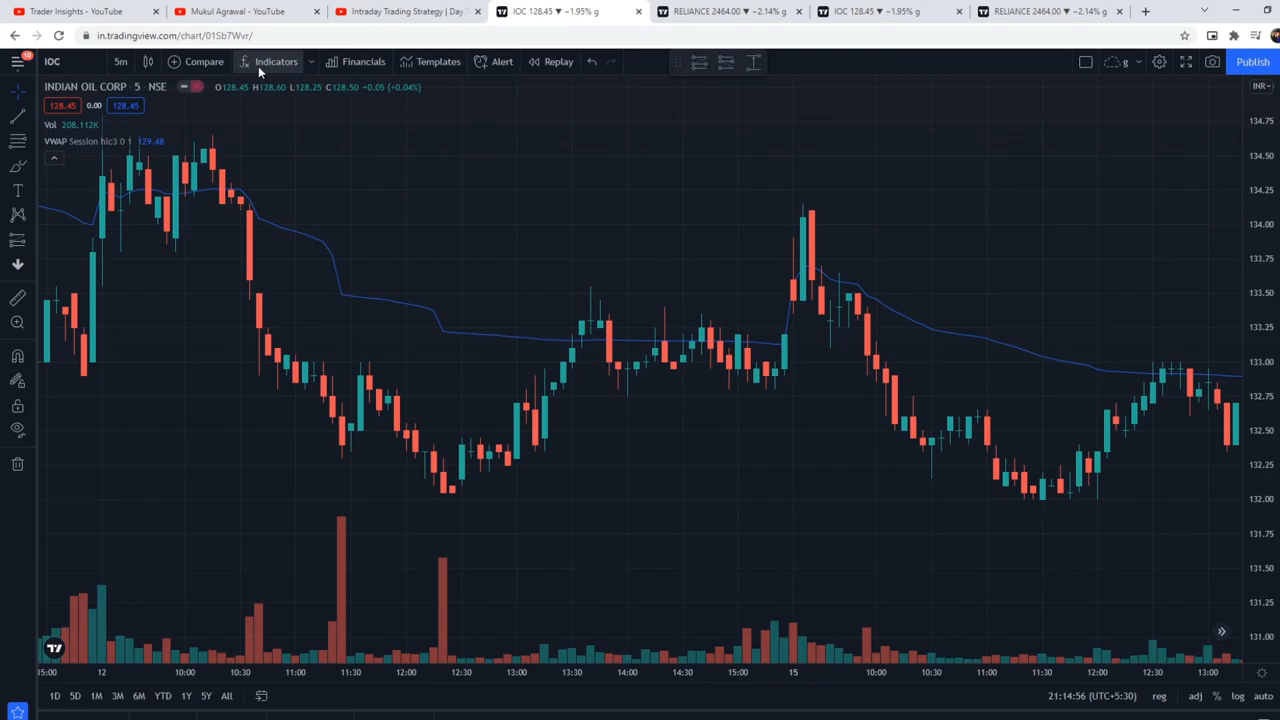 Trader Insights - YouTube
Mukul Agrawal - YouTube
Intraday Trading Strategy | Day T
IOC 128.45 ▼ −1.95% g
RELIANCE 2464.00 ▼ −2.14% g
IOC 128.45 ▼ −1.95% g
RELIANCE 2464.00 ▼ −2.14% g
in.tradingview.com/chart/01Sb7Wvr/
10
IOC 5m Compare Indicators Financials Templates Alert Replay g Publish
INDIAN OIL CORP · 5 · NSE O128.45 H128.60 L128.25 C128.50 +0.05 (+0.04%)
INR
128.45 0.00 128.45
Vol 208.112K
VWAP Session hlc3 0 1 129.48
134.75
134.50
134.25
134.00
133.75
133.50
133.25
133.00
132.75
132.50
132.25
132.00
131.75
131.50
131.25
131.00
15:00 12 10:00 10:30 11:00 11:30 12:00 12:30 13:00 13:30 14:00 14:30 15:00 15 10:00 10:30 11:00 11:30 12:00 12:30 13:00
1D 5D 1M 3M 6M YTD 1Y 5Y All 21:14:56 (UTC+5:30) reg adj % log auto